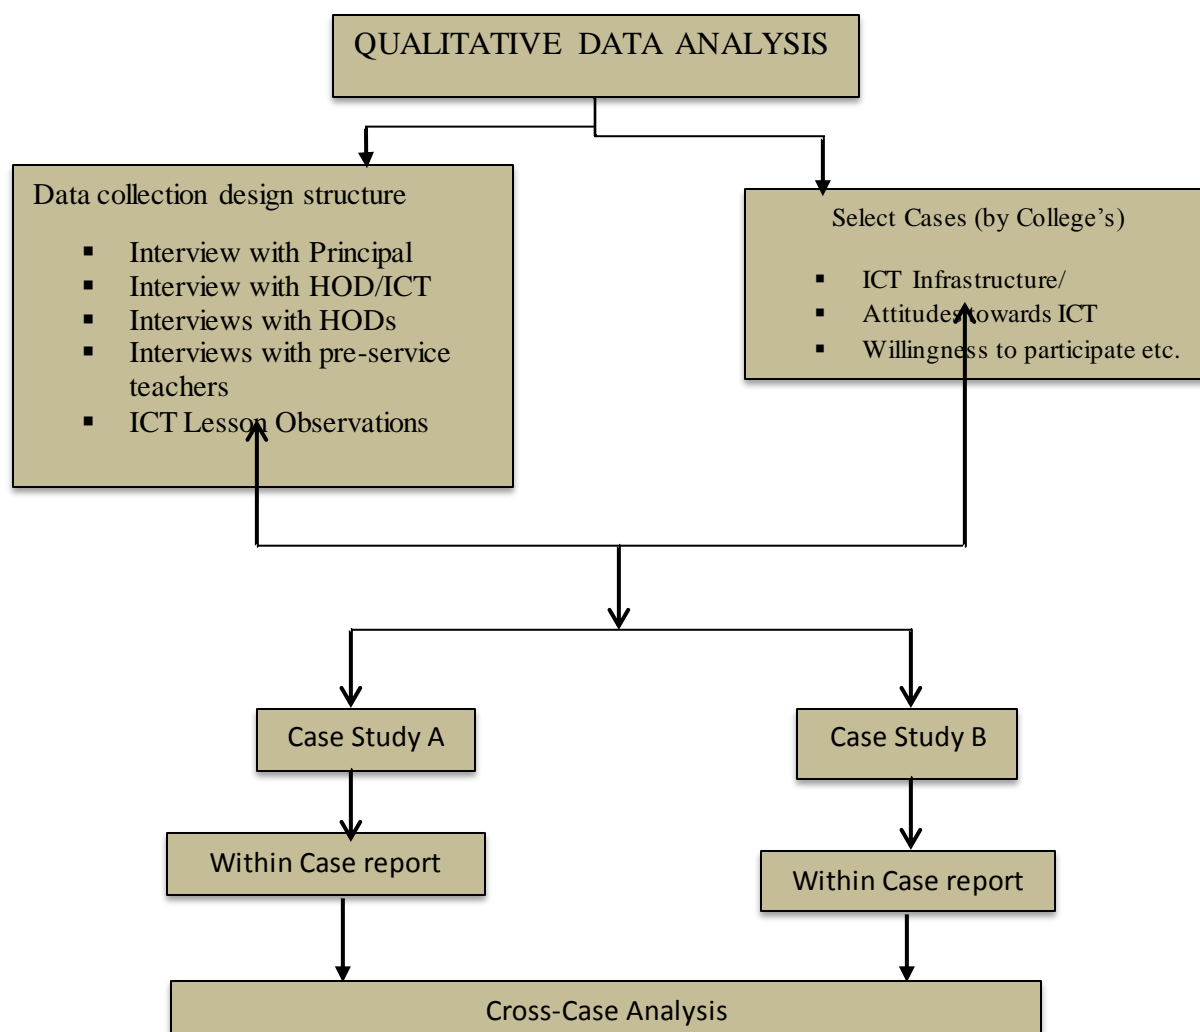 QUALITATIVE DATA ANALYSIS
Data collection design structure
▪ Interview with Principal
▪ Interview with HOD/ICT
▪ Interviews with HODs
▪ Interviews with pre-service
teachers
▪ ICT Lesson Observations
Select Cases (by College’s)
▪ ICT Infrastructure/
▪ Attitudes towards ICT
▪ Willingness to participate etc.
Case Study A
Case Study B
Within Case report
Within Case report
Cross-Case Analysis